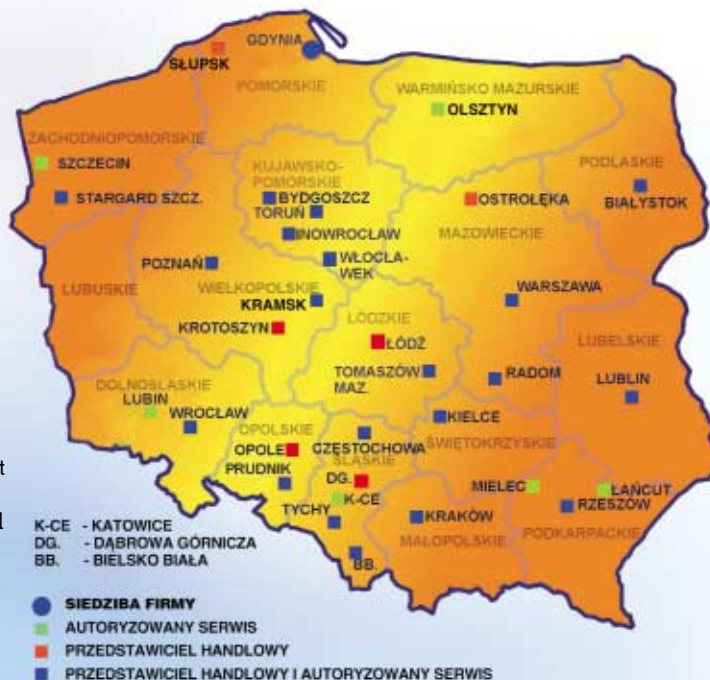 GDYNIA
SŁUPSK
POMORSKIE
WARMIŃSKO MAZURSKIE
OLSZTYN
ZACHODNIOPOMORSKIE
SZCZECIN
STARGARD SZCZ.
KUJAWSKO-
POMORSKIE
BYDGOSZCZ
TORUŃ
INOWROCŁAW
WŁOCŁA-
WEK
PODLASKIE
BIAŁYSTOK
OSTROŁĘKA
MAZOWIECKIE
POZNAŃ
LUBUSKIE
WIELKOPOLSKIE
KRAMSK
KROTOSZYN
WARSZAWA
ŁÓDZKIE
ŁÓDŹ
TOMASZÓW
MAZ.
RADOM
LUBELSKIE
LUBLIN
DOLNOŚLĄSKIE
LUBIN
WROCŁAW
OPOLSKIE
OPOLE
PRUDNIK
CZĘSTOCHOWA
ŚLĄSKIE
DG.
K-CE
TYCHY
BB.
KIELCE
ŚWIĘTOKRZYSKIE
KRAKÓW
MAŁOPOLSKIE
MIELEC
ŁAŃCUT
RZESZÓW
PODKARPACKIE
t
K-CE - KATOWICE
DG. - DĄBROWA GÓRNICZA
BB. - BIELSKO BIAŁA
SIEDZIBA FIRMY
AUTORYZOWANY SERWIS
PRZEDSTAWICIEL HANDLOWY
PRZEDSTAWICIEL HANDLOWY I AUTORYZOWANY SERWIS